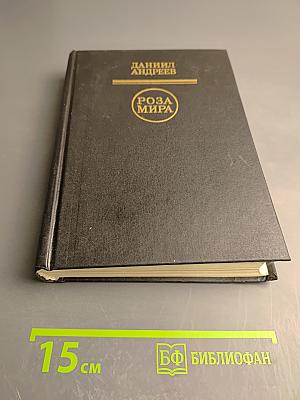 ДАНИИЛ
АНДРЕЕВ
РОЗА
МИРА
15 см
БФ БИБЛИОФАН